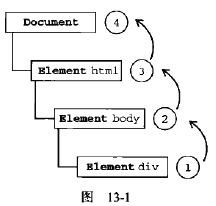 Document 4
Element html 3
Element body 2
Element div 1
图 13-1